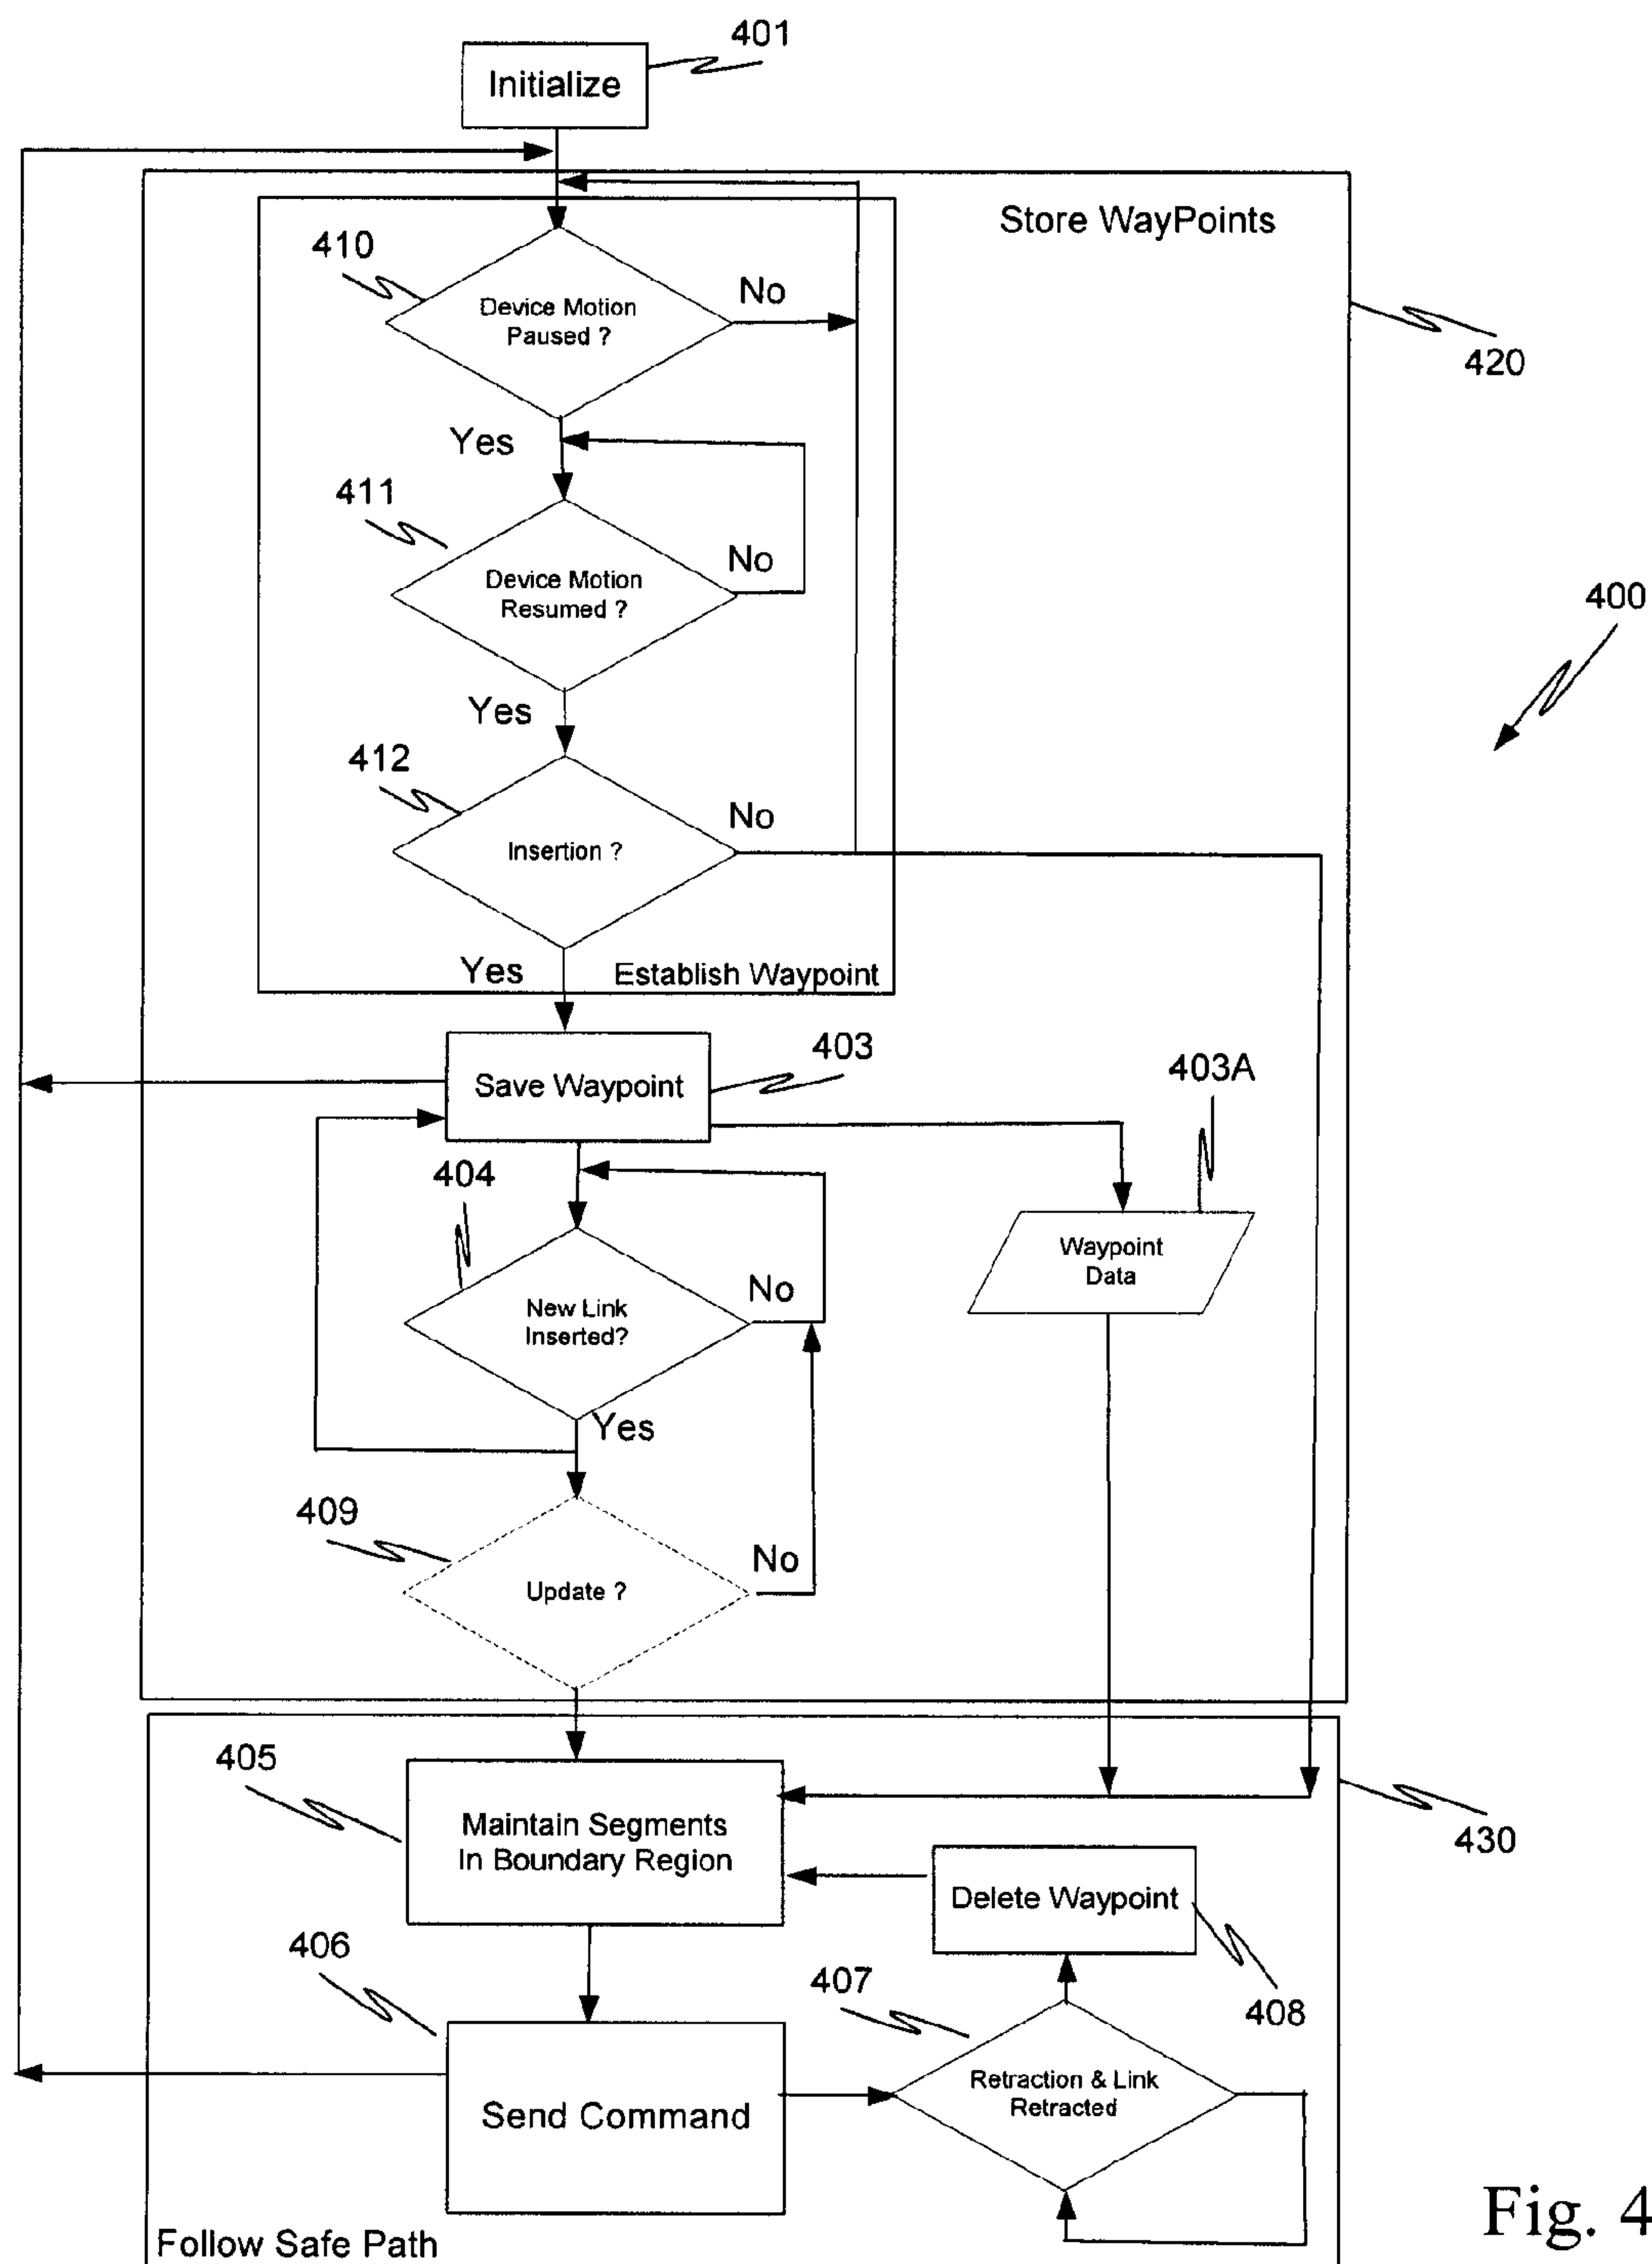 401
Initialize
Store WayPoints
410
No
Device Motion
Paused ?
420
Yes
411
No
Device Motion
Resumed ?
400
Yes
412
No
Insertion ?
Yes
Establish Waypoint
403
Save Waypoint
403A
404
Waypoint
Data
No
New Link
Inserted?
Yes
409
No
Update ?
405
Maintain Segments
In Boundary Region
430
Delete Waypoint
406
407
408
Retraction & Link
Retracted
Send Command
Fig. 4
Follow Safe Path